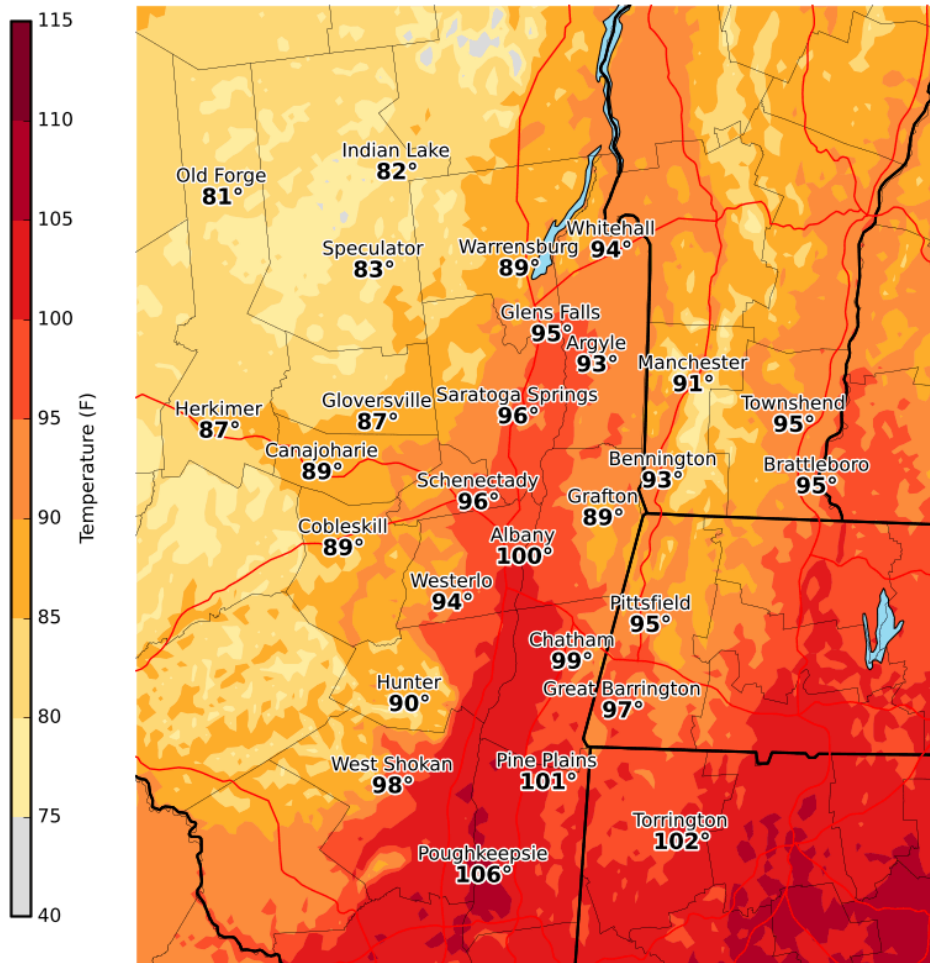 115
110
105
100
95
90
85
80
75
40
Temperature (F)
Indian Lake
82°
Old Forge
81°
Whitehall
94°
Speculator
83°
Warrensburg
89°
Glens Falls
95°
Argyle
93°
Manchester
91°
Saratoga Springs
96°
Gloversville
87°
Townshend
95°
Herkimer
87°
Canajoharie
89°
Bennington
93°
Brattleboro
95°
Schenectady
96°
Grafton
89°
Cobleskill
89°
Albany
100°
Westerlo
94°
Pittsfield
95°
Chatham
99°
Hunter
90°
Great Barrington
97°
West Shokan
98°
Pine Plains
101°
Torrington
102°
Poughkeepsie
106°